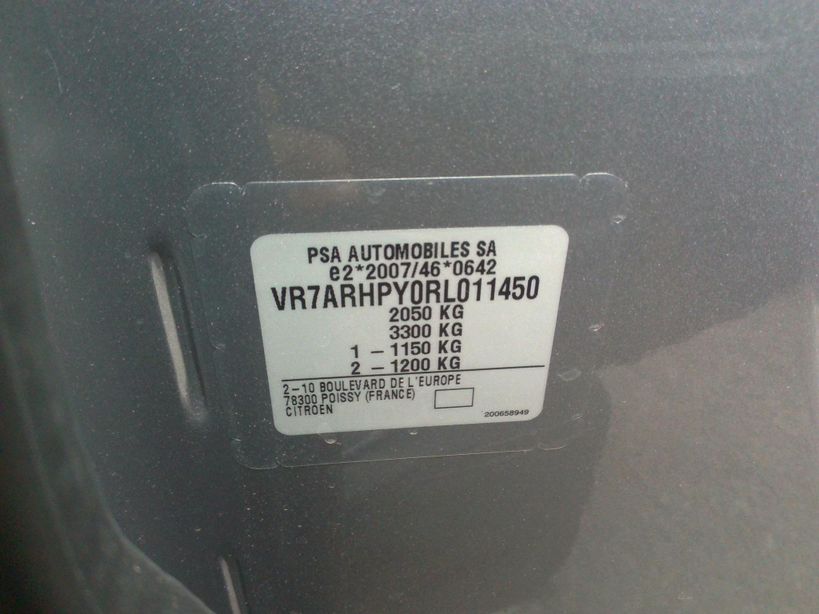 PSA AUTOMOBILES SA
e2*2007/46*0642
VR7ARHPY0RL011450
2050 KG
3300 KG
1 – 1150 KG
2 – 1200 KG
2–10 BOULEVARD DE L'EUROPE
78300 POISSY (FRANCE)
CITROEN
200658949